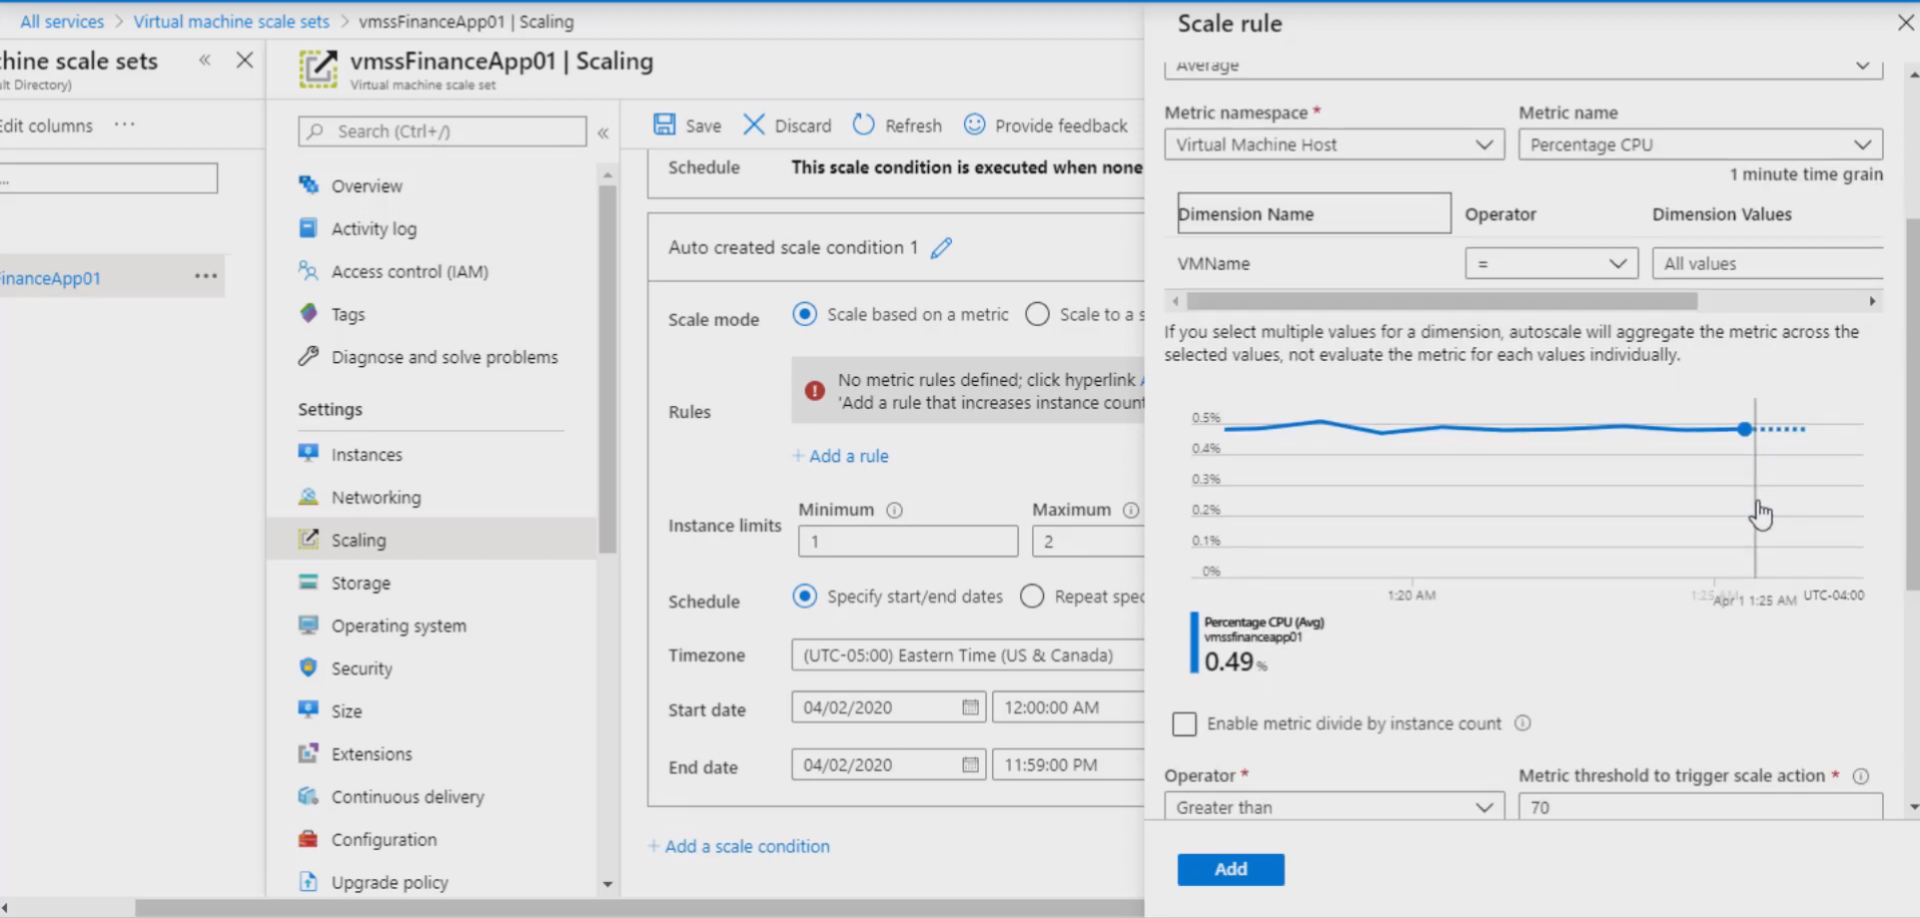 All services > Virtual machine scale sets > vmssFinanceApp01 | Scaling
hine scale sets
lt Directory)
Edit columns
...
inanceApp01
vmssFinanceApp01 | Scaling
Virtual machine scale set
Search (Ctrl+/)
Overview
Activity log
Access control (IAM)
Tags
Diagnose and solve problems
Settings
Instances
Networking
Scaling
Storage
Operating system
Security
Size
Extensions
Continuous delivery
Configuration
Upgrade policy
Save Discard Refresh Provide feedback
Schedule This scale condition is executed when none
Auto created scale condition 1
Scale mode Scale based on a metric Scale to a s
Rules
No metric rules defined; click hyperlink A
'Add a rule that increases instance count
+ Add a rule
Instance limits
Minimum Maximum
1 2
Schedule Specify start/end dates Repeat spec
Timezone (UTC-05:00) Eastern Time (US & Canada)
Start date 04/02/2020 12:00:00 AM
End date 04/02/2020 11:59:00 PM
+ Add a scale condition
Scale rule
Average
Metric namespace * Metric name
Virtual Machine Host Percentage CPU
1 minute time grain
Dimension Name Operator Dimension Values
VMName = All values
If you select multiple values for a dimension, autoscale will aggregate the metric across the
selected values, not evaluate the metric for each values individually.
0.5%
0.4%
0.3%
0.2%
0.1%
0%
1:20 AM 1:25 AM Apr 1 1:25 AM UTC-04:00
Percentage CPU (Avg)
vmssfinanceapp01
0.49 %
Enable metric divide by instance count
Operator * Metric threshold to trigger scale action *
Greater than 70
Add